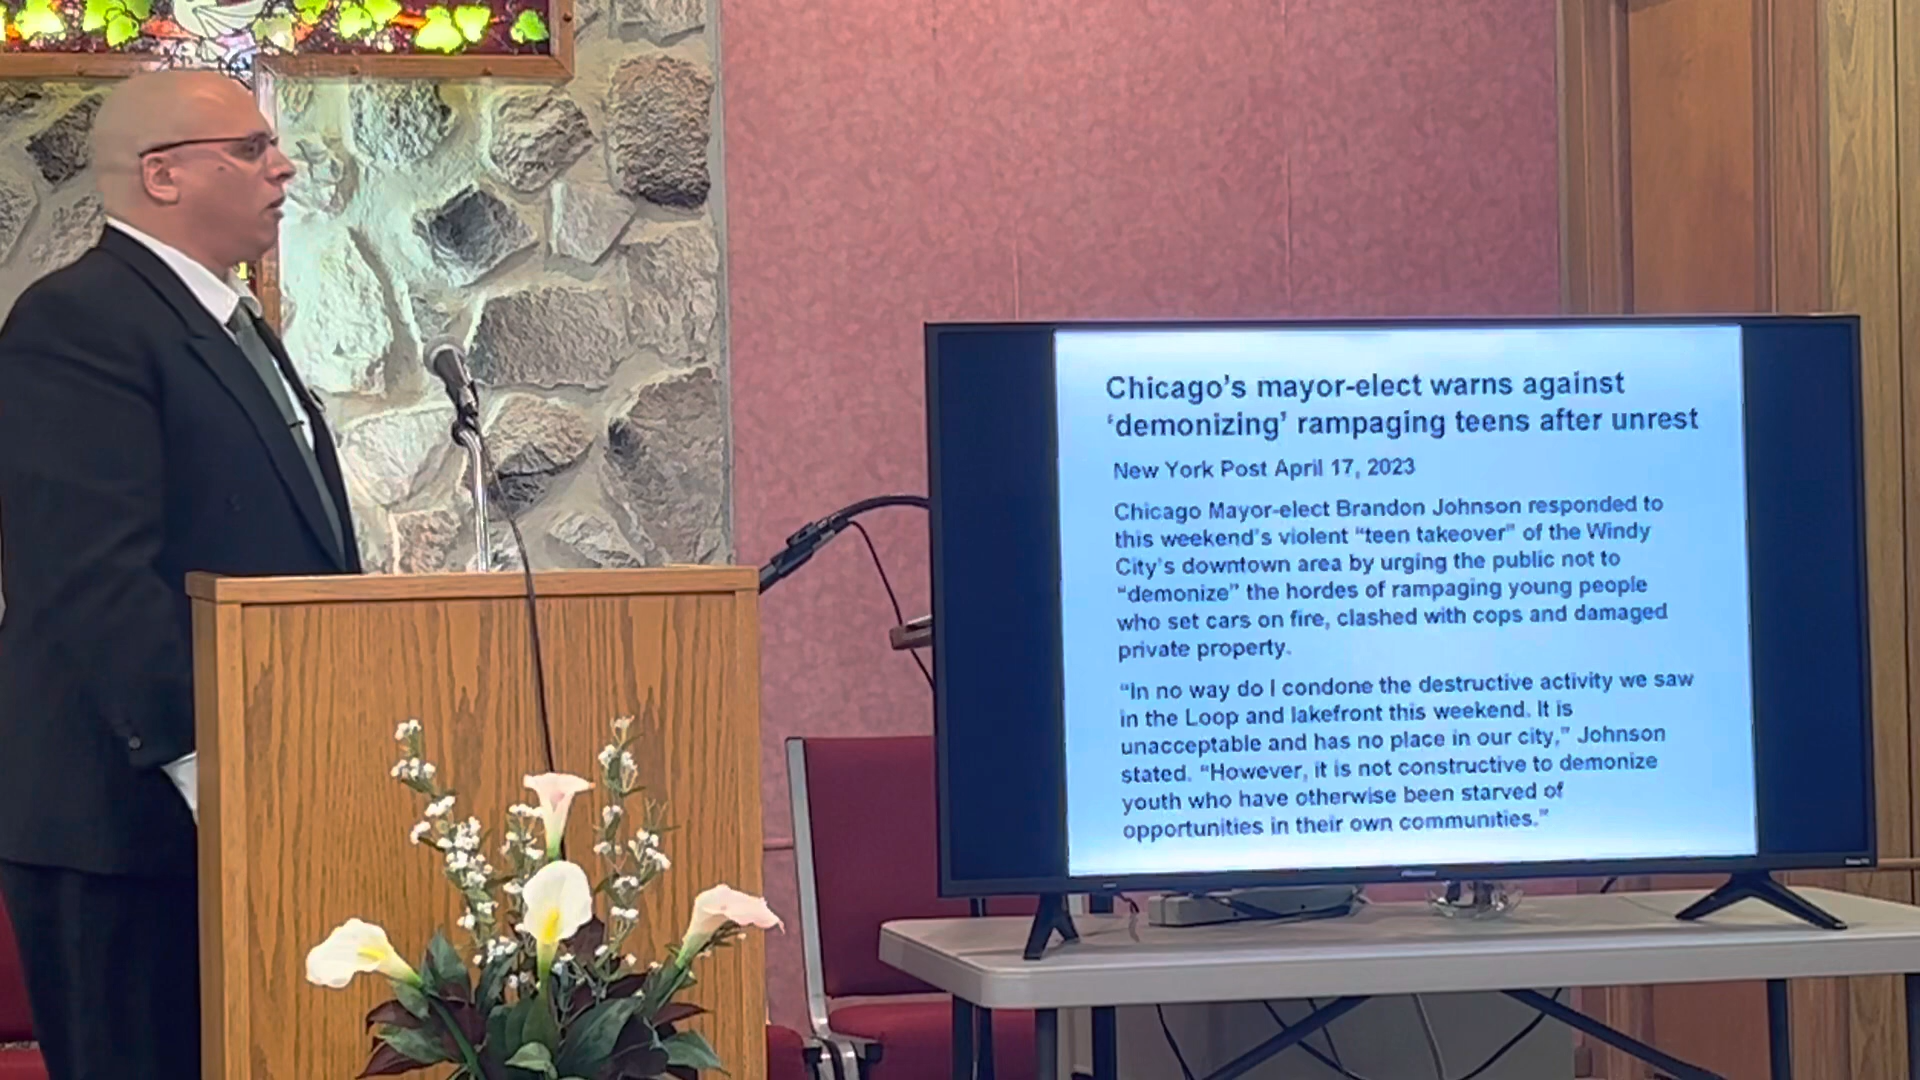 Chicago’s mayor-elect warns against
‘demonizing’ rampaging teens after unrest
New York Post April 17, 2023
Chicago Mayor-elect Brandon Johnson responded to
this weekend’s violent “teen takeover” of the Windy
City’s downtown area by urging the public not to
“demonize” the hordes of rampaging young people
who set cars on fire, clashed with cops and damaged
private property.
“In no way do I condone the destructive activity we saw
in the Loop and lakefront this weekend. It is
unacceptable and has no place in our city,” Johnson
stated. “However, it is not constructive to demonize
youth who have otherwise been starved of
opportunities in their own communities.”